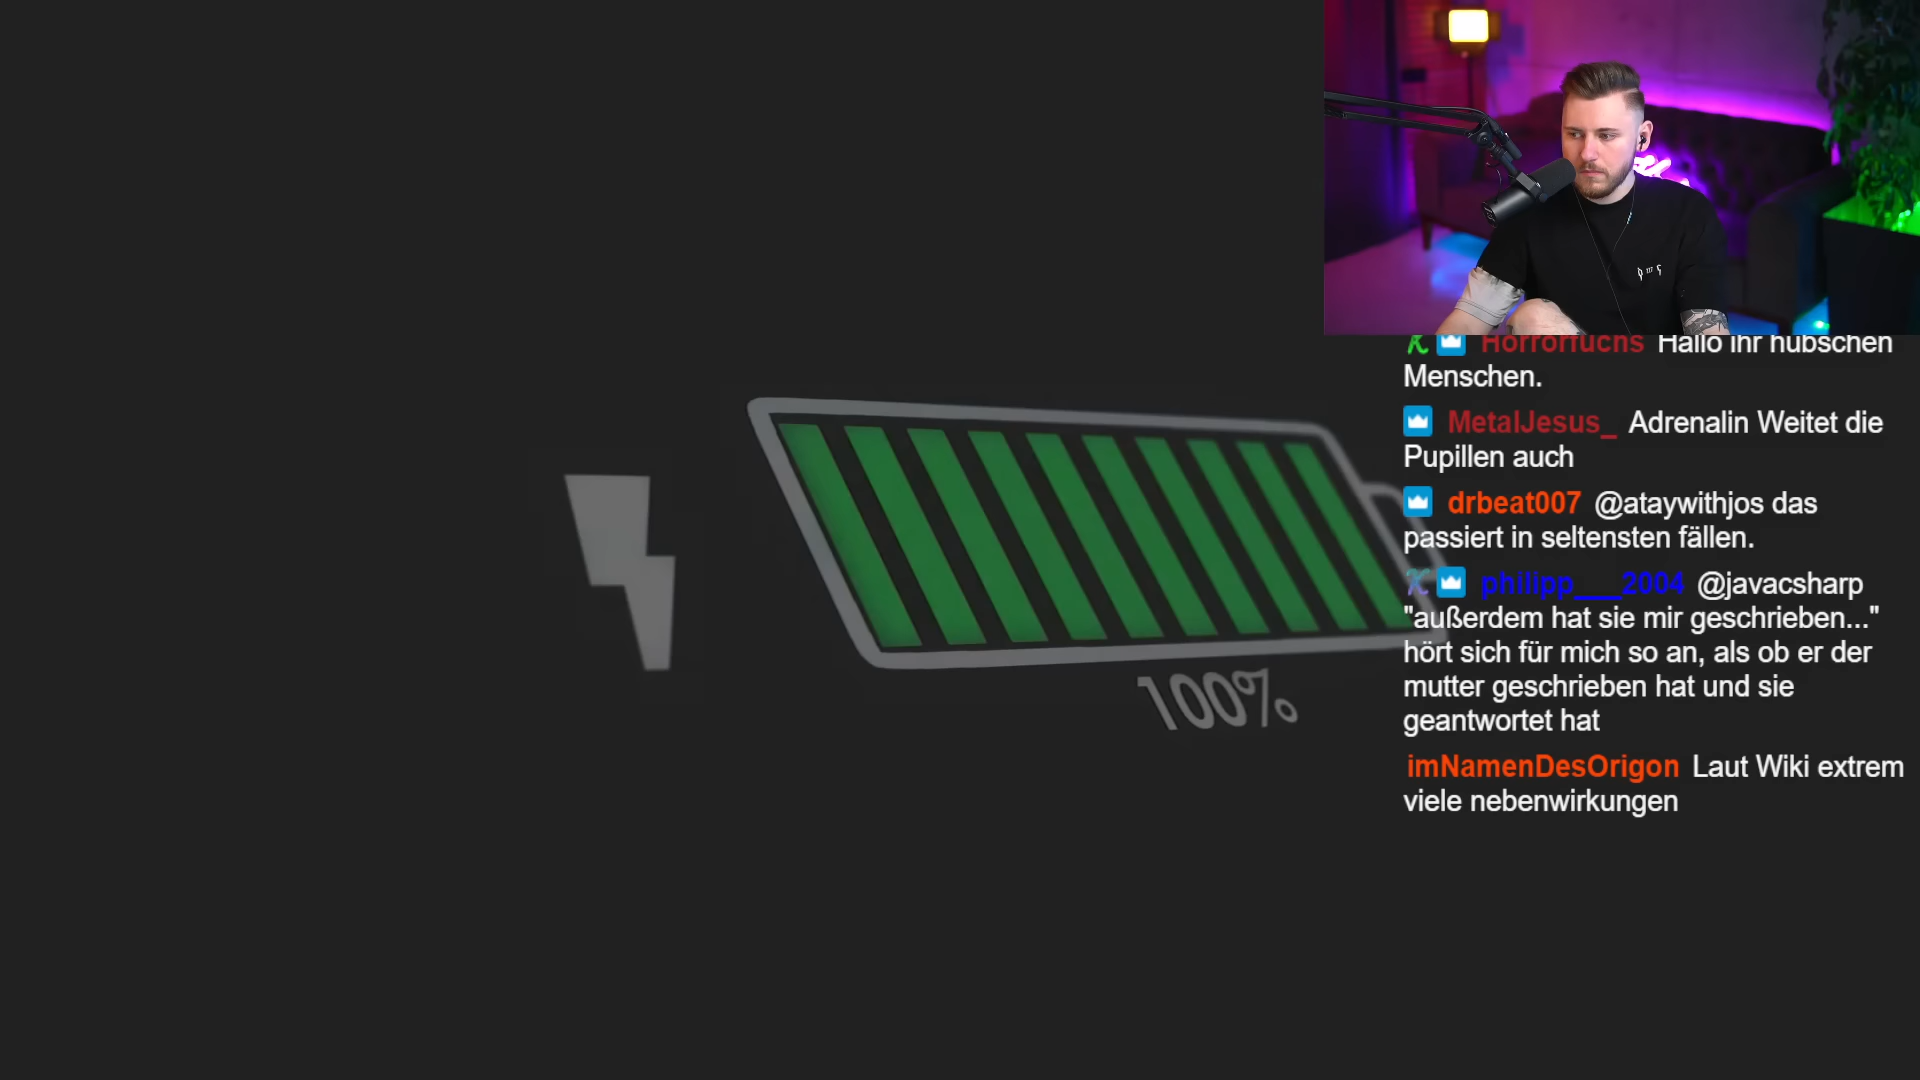 Horrorfuchs Hallo ihr hübschen
Menschen.
MetalJesus_ Adrenalin Weitet die
Pupillen auch
drbeat007 @ataywithjos das
passiert in seltensten fällen.
philipp___2004 @javacsharp
"außerdem hat sie mir geschrieben..."
hört sich für mich so an, als ob er der
mutter geschrieben hat und sie
geantwortet hat
100%
imNamenDesOrigon Laut Wiki extrem
viele nebenwirkungen